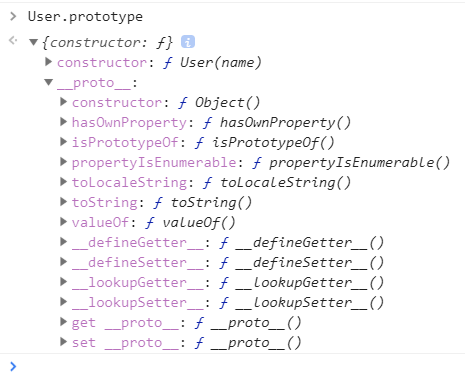 User.prototype
{constructor: ƒ}
constructor: ƒ User(name)
__proto__:
constructor: ƒ Object()
hasOwnProperty: ƒ hasOwnProperty()
isPrototypeOf: ƒ isPrototypeOf()
propertyIsEnumerable: ƒ propertyIsEnumerable()
toLocaleString: ƒ toLocaleString()
toString: ƒ toString()
valueOf: ƒ valueOf()
__defineGetter__: ƒ __defineGetter__()
__defineSetter__: ƒ __defineSetter__()
__lookupGetter__: ƒ __lookupGetter__()
__lookupSetter__: ƒ __lookupSetter__()
get __proto__: ƒ __proto__()
set __proto__: ƒ __proto__()